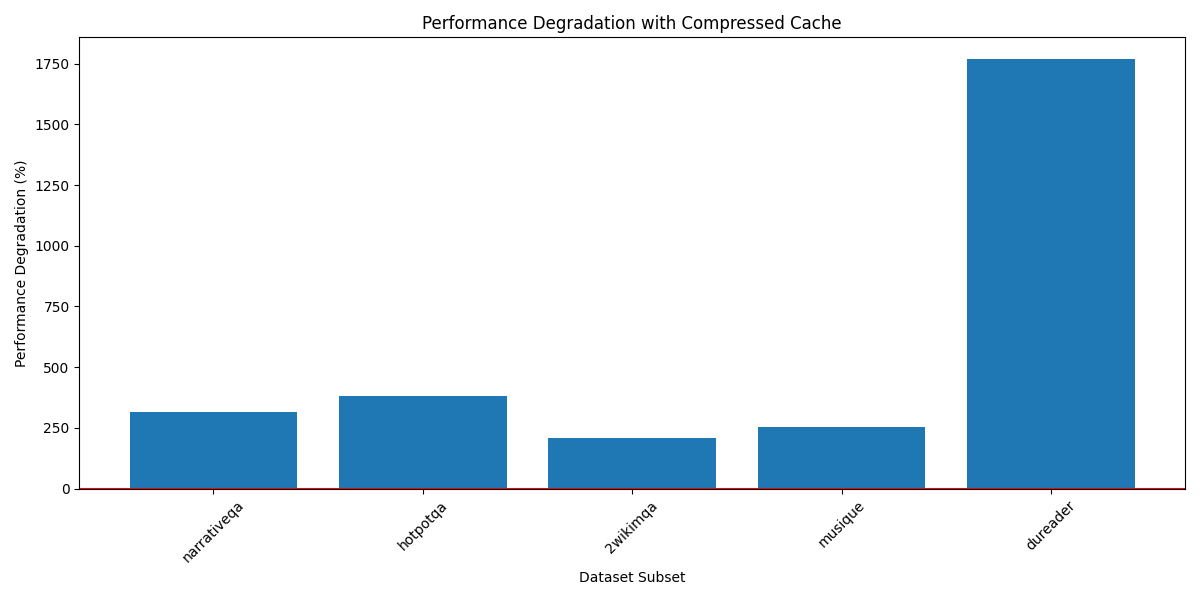 Performance Degradation with Compressed Cache
Performance Degradation (%)
1750
1500
1250
1000
750
500
250
0
narrativeqa
hotpotqa
2wikimqa
musique
dureader
Dataset Subset